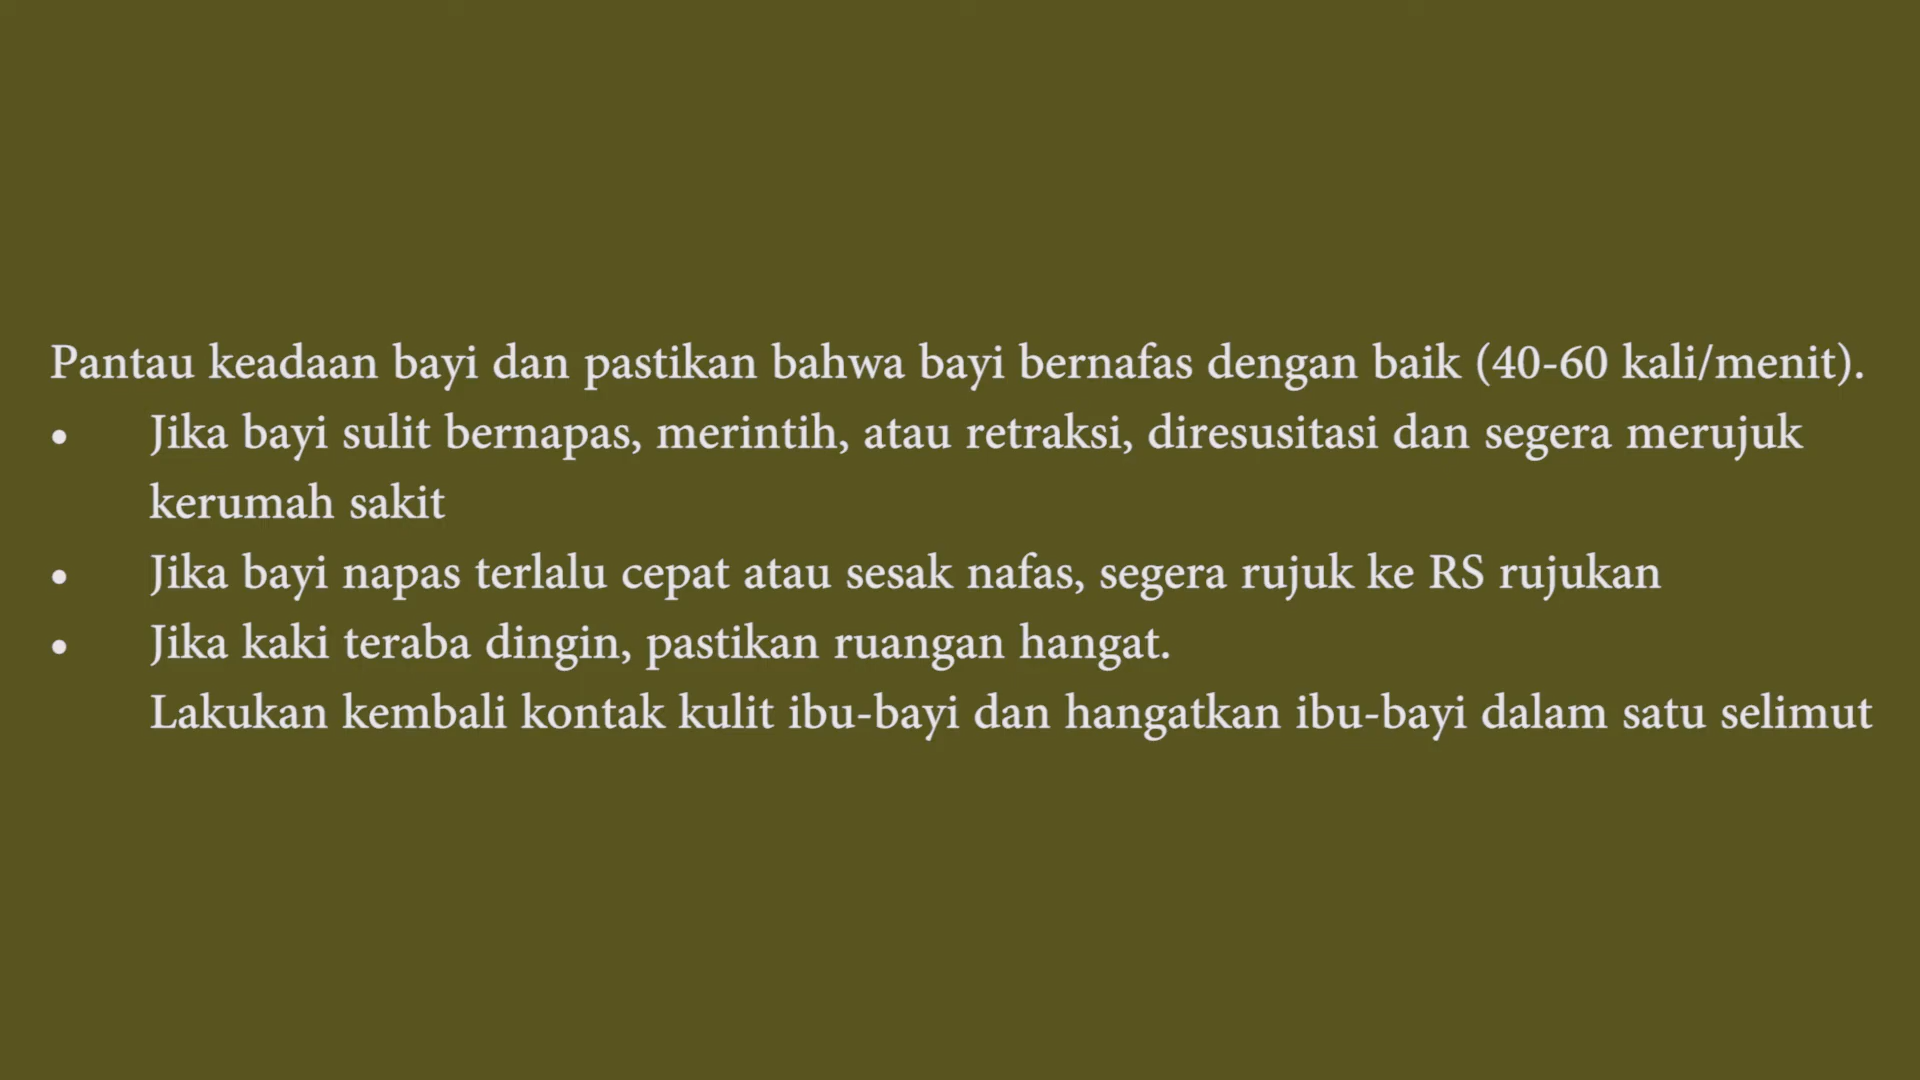 Pantau keadaan bayi dan pastikan bahwa bayi bernafas dengan baik (40-60 kali/menit).
• Jika bayi sulit bernapas, merintih, atau retraksi, diresusitasi dan segera merujuk
kerumah sakit
• Jika bayi napas terlalu cepat atau sesak nafas, segera rujuk ke RS rujukan
• Jika kaki teraba dingin, pastikan ruangan hangat.
Lakukan kembali kontak kulit ibu-bayi dan hangatkan ibu-bayi dalam satu selimut